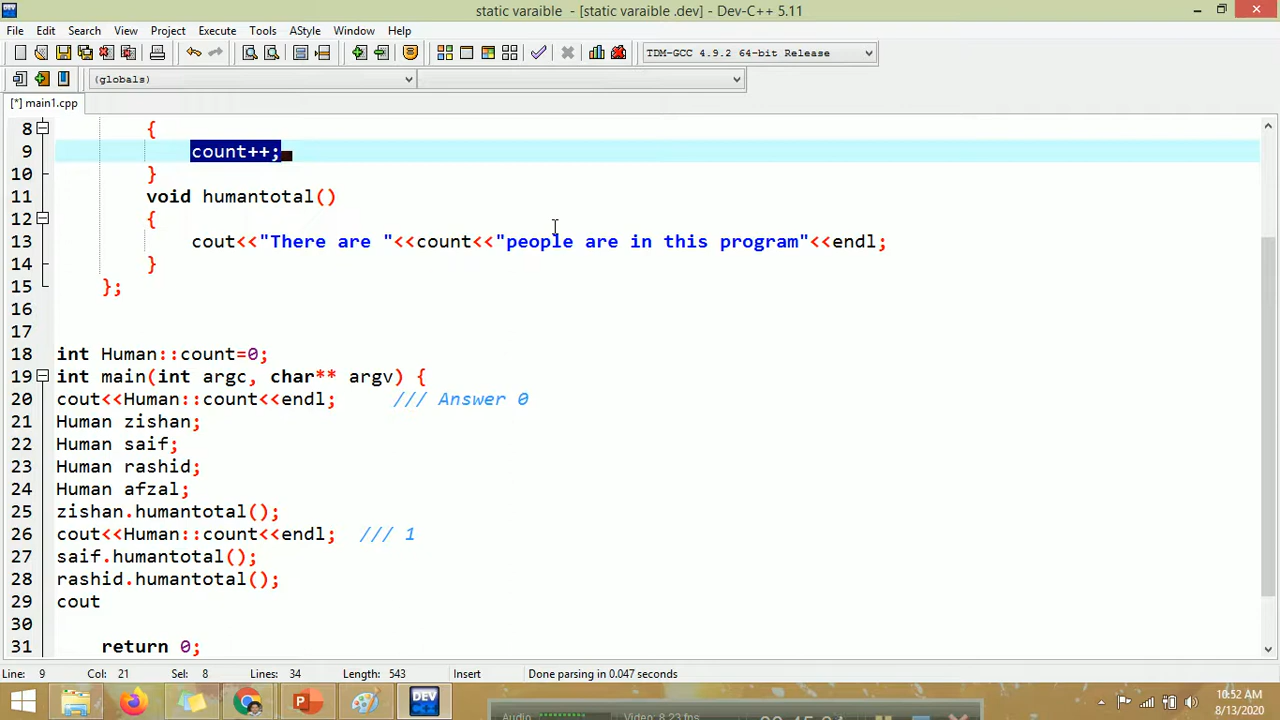 static varaible - [static varaible .dev] - Dev-C++ 5.11
File Edit Search View Project Execute Tools AStyle Window Help
TDM-GCC 4.9.2 64-bit Release
(globals)
[*] main1.cpp
8 {
9 count++;
10 }
11 void humantotal()
12 {
13 cout<<"There are "<<count<<"people are in this program"<<endl;
14 }
15 };
16
17
18 int Human::count=0;
19 int main(int argc, char** argv) {
20 cout<<Human::count<<endl; /// Answer 0
21 Human zishan;
22 Human saif;
23 Human rashid;
24 Human afzal;
25 zishan.humantotal();
26 cout<<Human::count<<endl; /// 1
27 saif.humantotal();
28 rashid.humantotal();
29 cout
30
31 return 0;
Line: 9 Col: 21 Sel: 8 Lines: 34 Length: 543 Insert Done parsing in 0.047 seconds
DEV
10:52 AM
8/13/2020